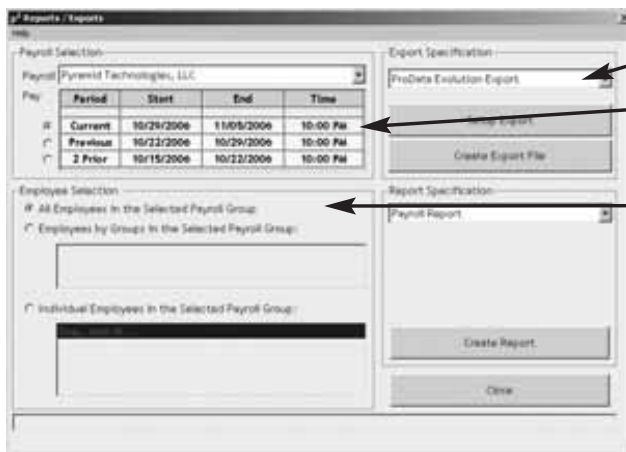 Reports / Exports
Help
Payroll Selection
Payroll Pyramid Technologies, LLC
Pay
Period Start End Time
Current 10/29/2006 11/05/2006 10:00 PM
Previous 10/22/2006 10/29/2006 10:00 PM
2 Prior 10/15/2006 10/22/2006 10:00 PM
Export Specification
ProData Evolution Export
Setup Export
Create Export File
Employee Selection
All Employees in the Selected Payroll Group
Employees by Groups in the Selected Payroll Group:
Individual Employees in the Selected Payroll Group:
Report Specification
Payroll Report
Create Report
Close